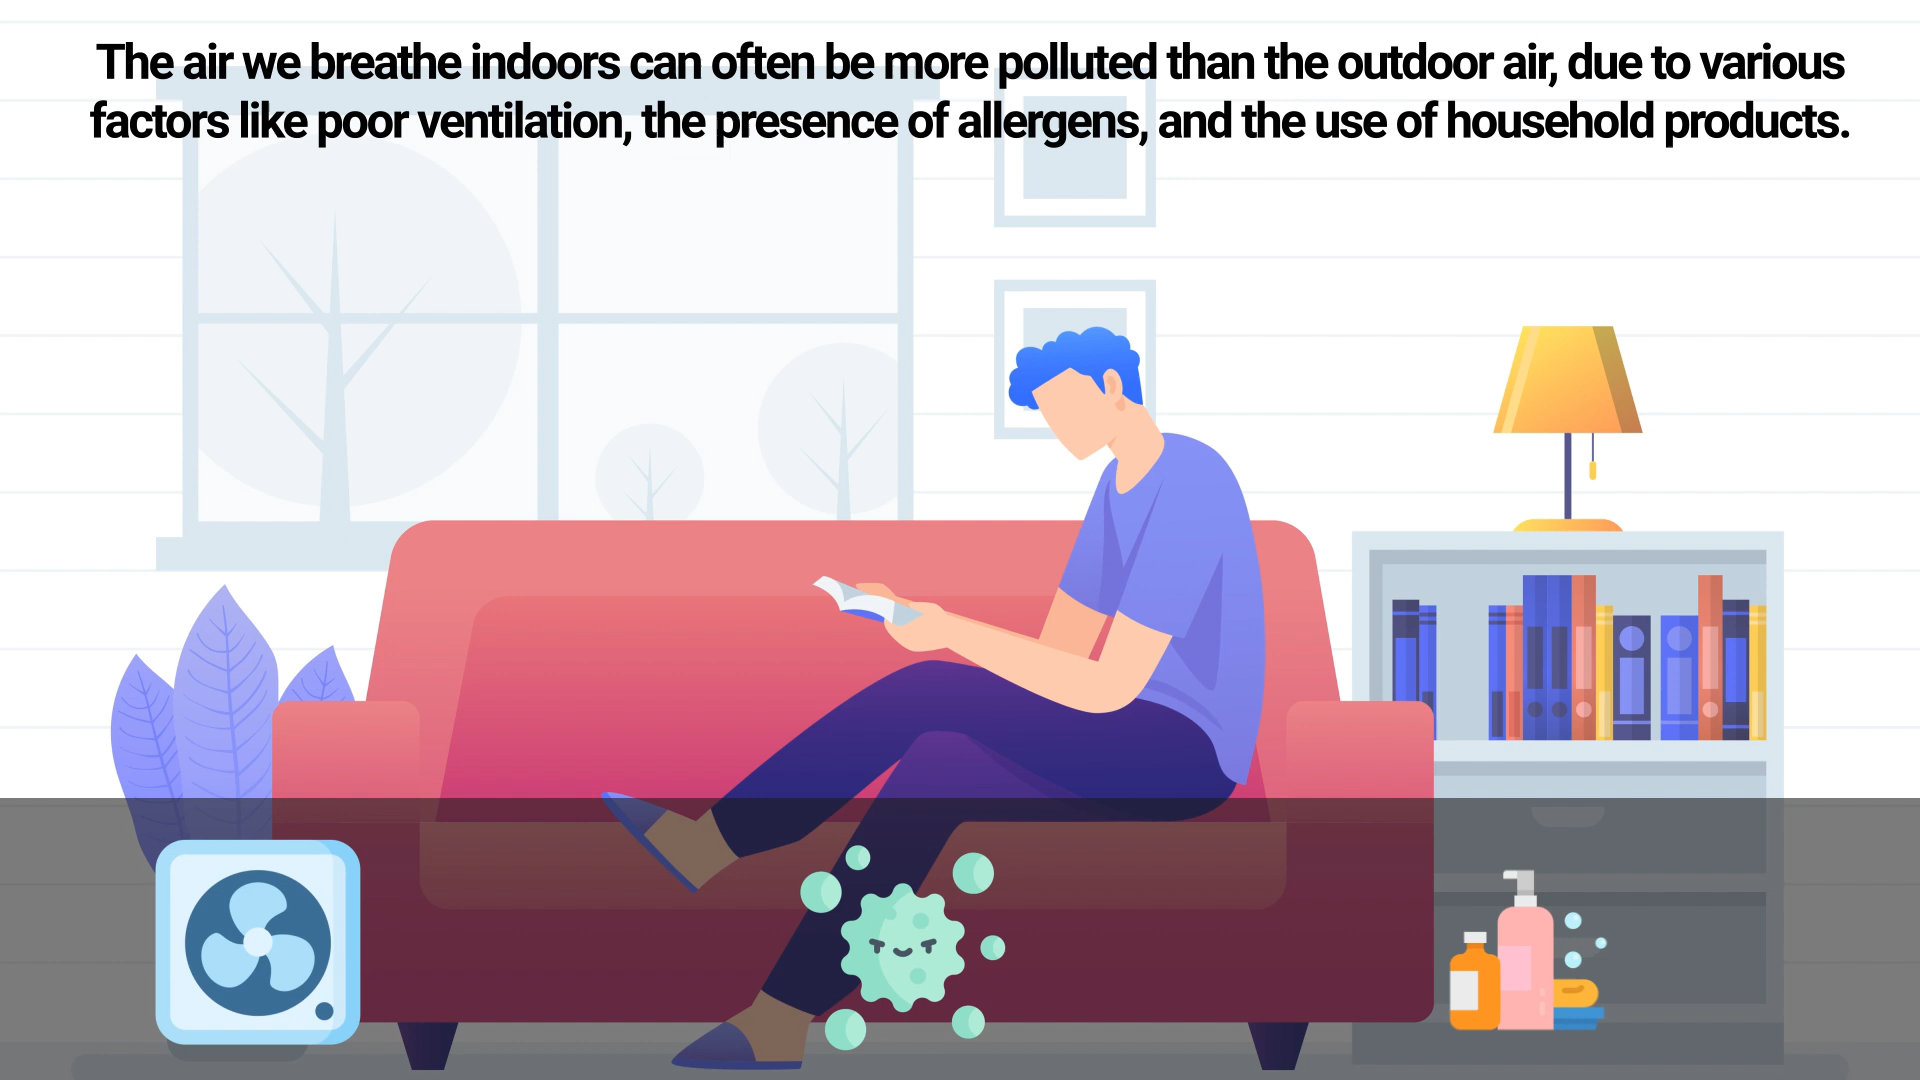 The air we breathe indoors can often be more polluted than the outdoor air, due to various
factors like poor ventilation, the presence of allergens, and the use of household products.